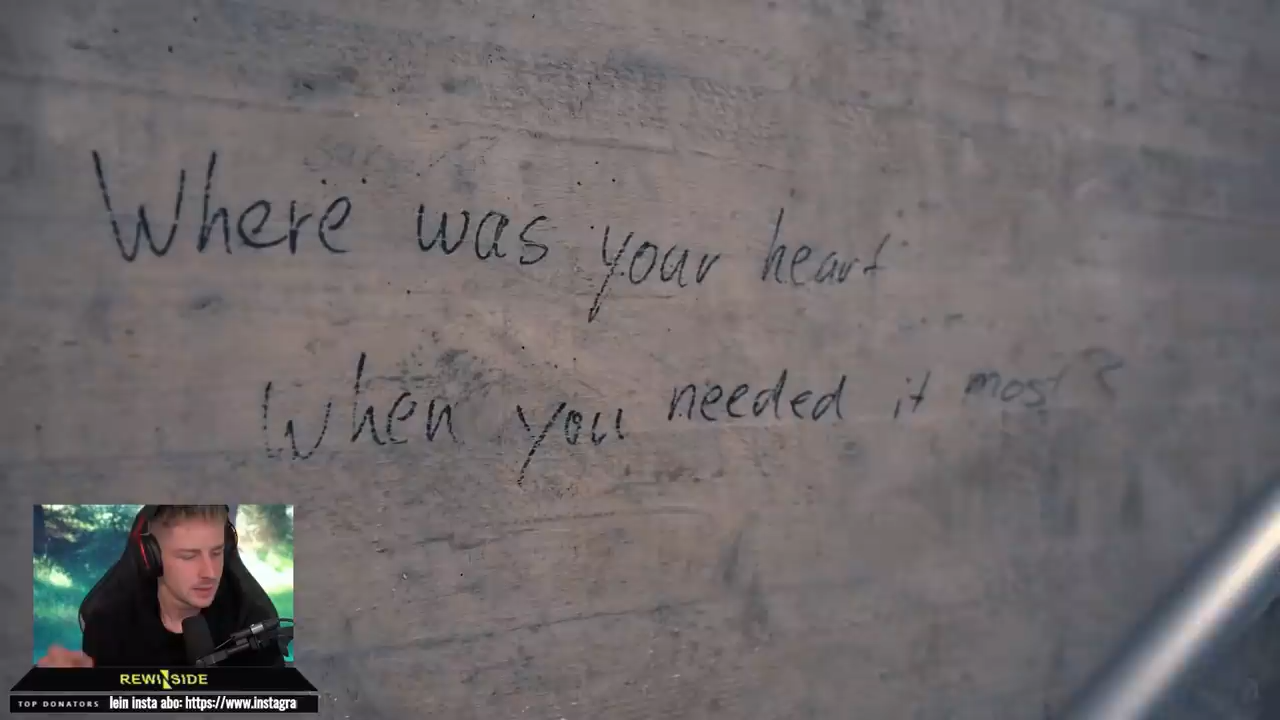 Where was your heart
When you needed it most?
REWINSIDE
TOP DONATORS lein Insta abo: https://www.instagra